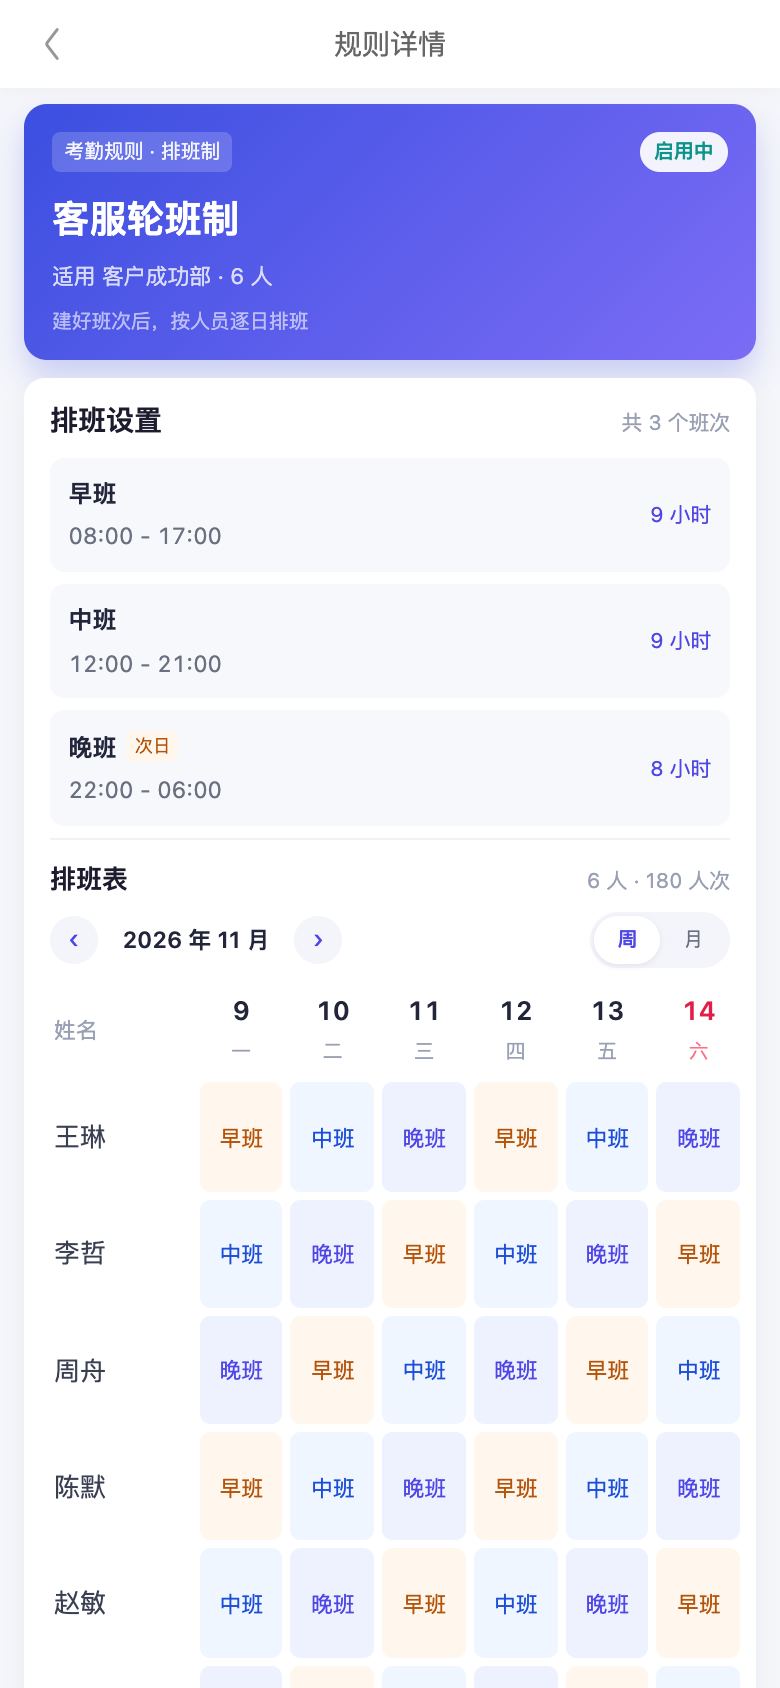 规则详情
考勤规则 · 排班制
启用中
客服轮班制
适用 客户成功部 · 6 人
建好班次后，按人员逐日排班
排班设置
共 3 个班次
早班
08:00 - 17:00
9 小时
中班
12:00 - 21:00
9 小时
晚班 次日
22:00 - 06:00
8 小时
排班表
6 人 · 180 人次
‹ 2026 年 11 月 ›
周 月
姓名
9 10 11 12 13 14
一 二 三 四 五 六
王琳 早班 中班 晚班 早班 中班 晚班
李哲 中班 晚班 早班 中班 晚班 早班
周舟 晚班 早班 中班 晚班 早班 中班
陈默 早班 中班 晚班 早班 中班 晚班
赵敏 中班 晚班 早班 中班 晚班 早班